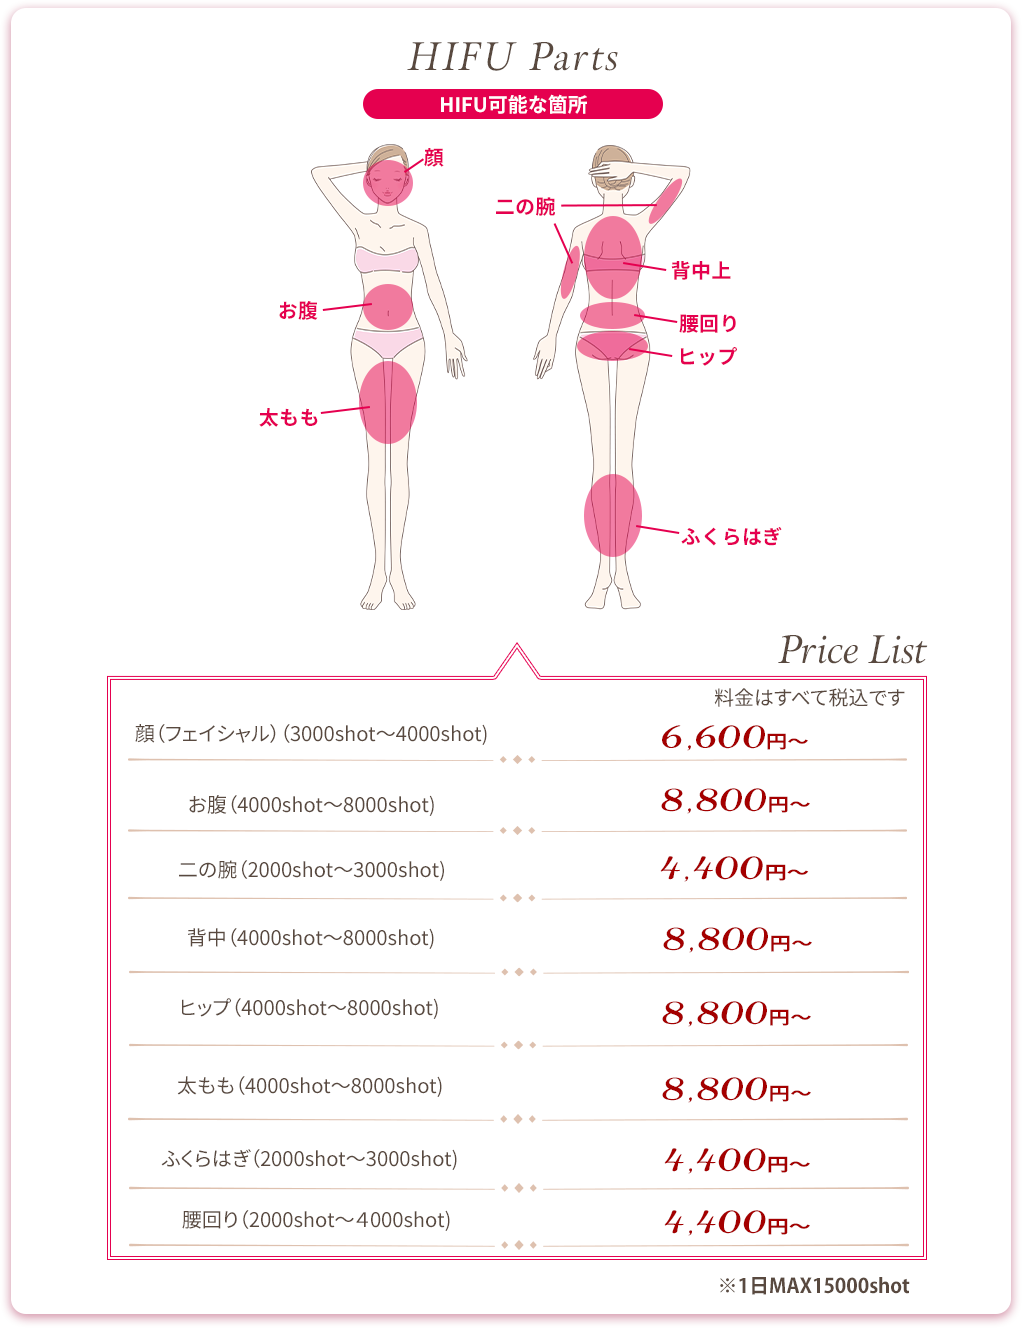 HIFU Parts
HIFU可能な箇所
顔
二の腕
背中上
お腹
腰回り
ヒップ
太もも
ふくらはぎ
Price List
料金はすべて税込です
顔（フェイシャル）（3000shot～4000shot) 6,600円～
お腹（4000shot～8000shot) 8,800円～
二の腕（2000shot～3000shot) 4,400円～
背中（4000shot～8000shot) 8,800円～
ヒップ（4000shot～8000shot) 8,800円～
太もも（4000shot～8000shot) 8,800円～
ふくらはぎ（2000shot～3000shot) 4,400円～
腰回り（2000shot～４000shot) 4,400円～
※1日MAX15000shot